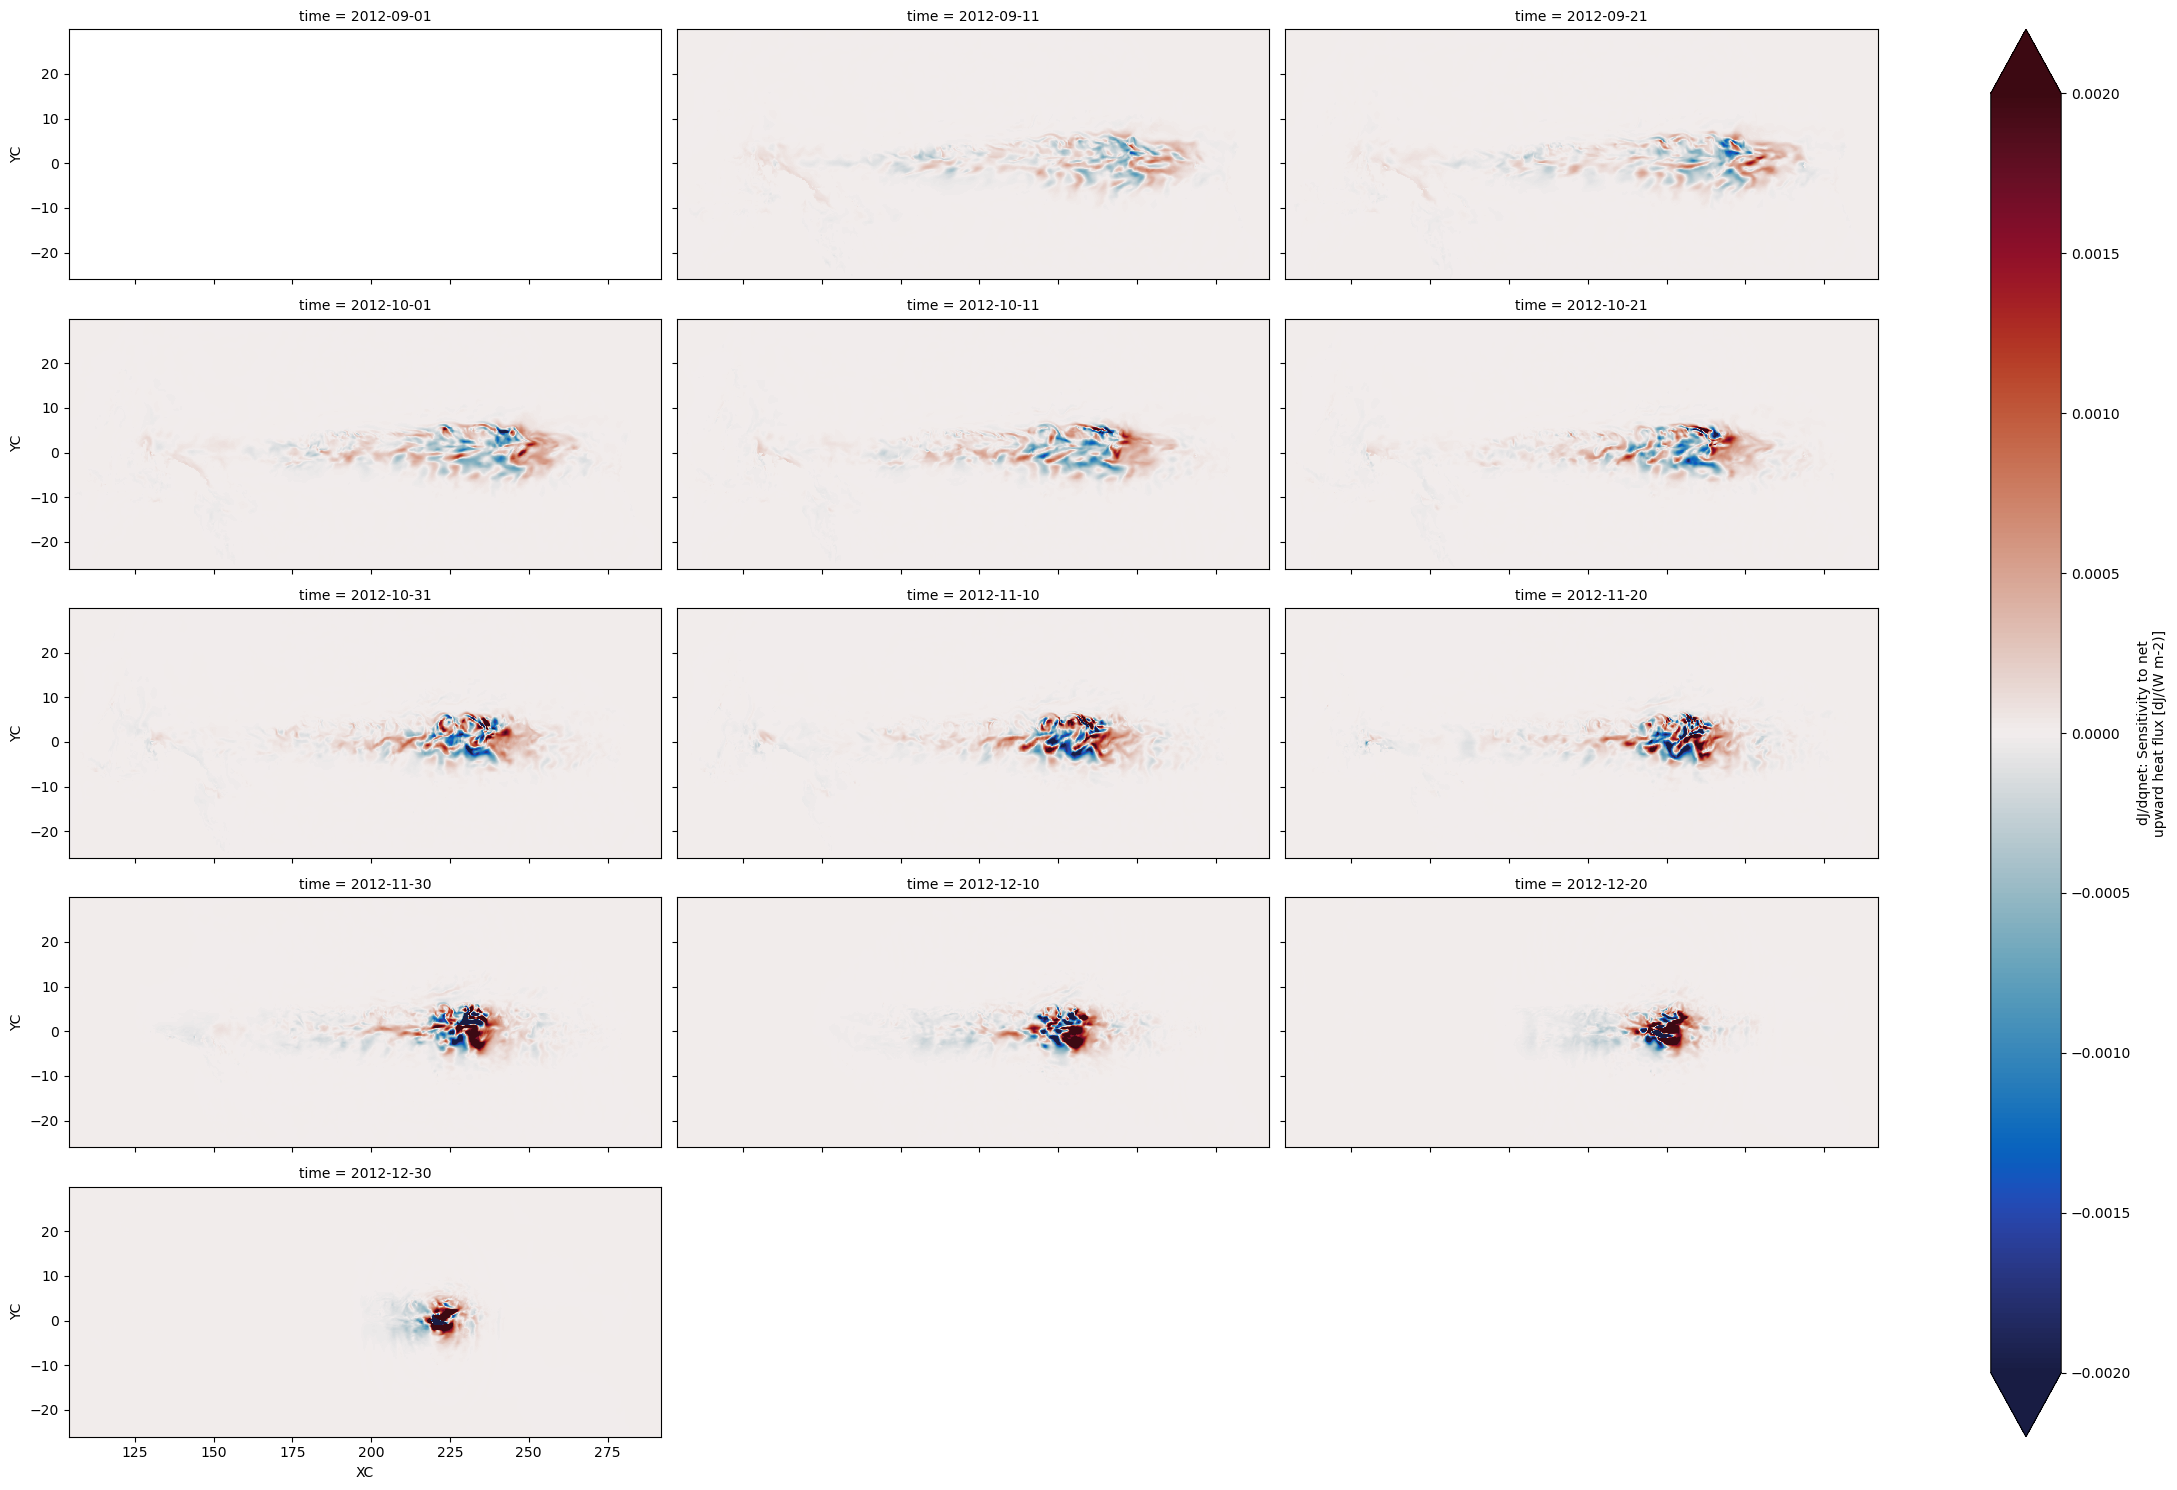 time = 2012-09-01
time = 2012-09-11
time = 2012-09-21
20
10
0
−10
−20
YC
time = 2012-10-01
time = 2012-10-11
time = 2012-10-21
20
10
0
−10
−20
YC
time = 2012-10-31
time = 2012-11-10
time = 2012-11-20
20
10
0
−10
−20
YC
time = 2012-11-30
time = 2012-12-10
time = 2012-12-20
20
10
0
−10
−20
YC
time = 2012-12-30
20
10
0
−10
−20
YC
125
150
175
200
225
250
275
XC
0.0020
0.0015
0.0010
0.0005
0.0000
−0.0005
−0.0010
−0.0015
−0.0020
dJ/dqnet: Sensitivity to net
upward heat flux [dJ/(W m-2)]